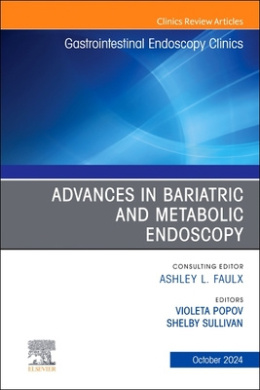 Clinics Review Articles
Gastrointestinal Endoscopy Clinics
ADVANCES IN BARIATRIC
AND METABOLIC
ENDOSCOPY
CONSULTING EDITOR
ASHLEY L. FAULX
EDITORS
VIOLETA POPOV
SHELBY SULLIVAN
ELSEVIER
October 2024